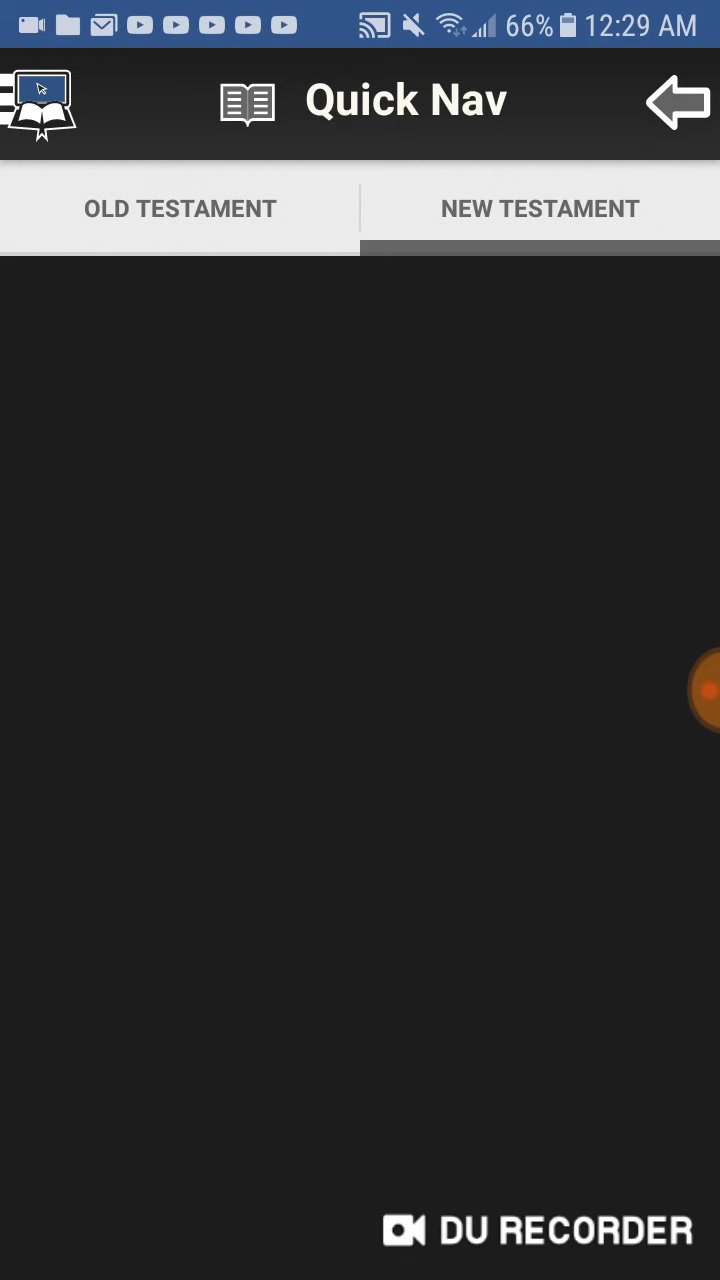 66% 12:29 AM
Quick Nav
OLD TESTAMENT
NEW TESTAMENT
DU RECORDER